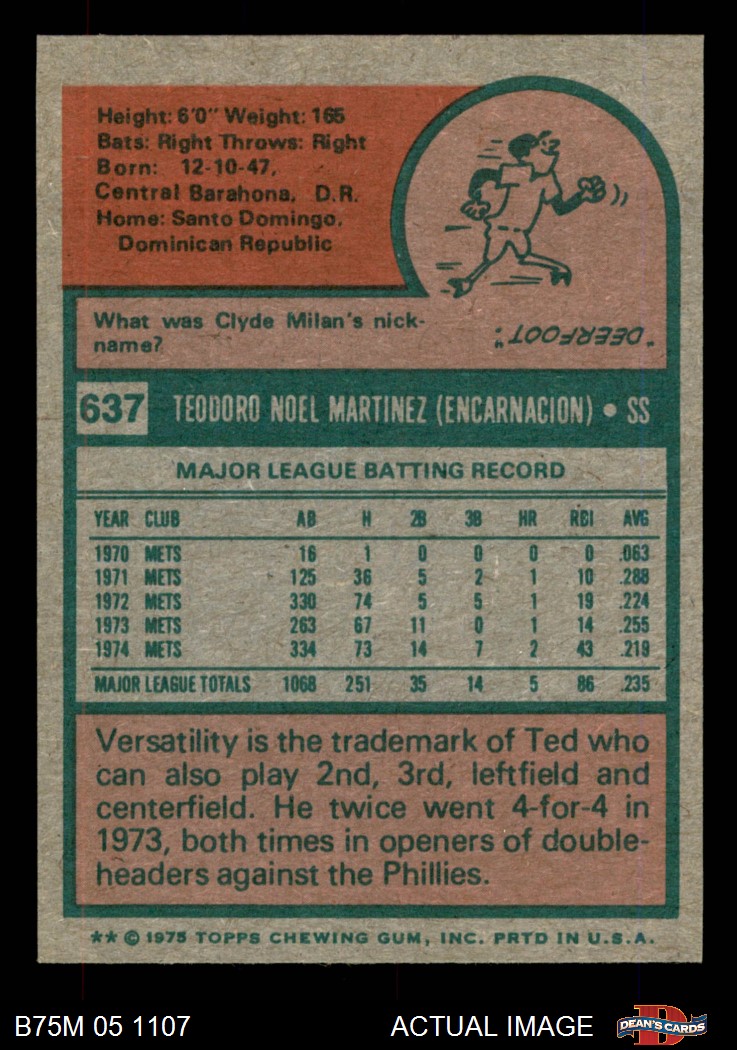 Height: 6'0" Weight: 165
Bats: Right Throws: Right
Born: 12-10-47,
Central Barahona, D.R.
Home: Santo Domingo,
Dominican Republic
What was Clyde Milan's nick-
name?
"DEERFOOT."
637 TEODORO NOEL MARTINEZ (ENCARNACION) • SS
MAJOR LEAGUE BATTING RECORD
YEAR CLUB AB H 2B 3B HR RBI AVG
1970 METS 16 1 0 0 0 0 .063
1971 METS 125 36 5 2 1 10 .288
1972 METS 330 74 5 5 1 19 .224
1973 METS 263 67 11 0 1 14 .255
1974 METS 334 73 14 7 2 43 .219
MAJOR LEAGUE TOTALS 1068 251 35 14 5 86 .235
Versatility is the trademark of Ted who
can also play 2nd, 3rd, leftfield and
centerfield. He twice went 4-for-4 in
1973, both times in openers of double-
headers against the Phillies.
** © 1975 TOPPS CHEWING GUM, INC. PRTD IN U.S.A.
B75M 05 1107 ACTUAL IMAGE D DEAN'S CARDS